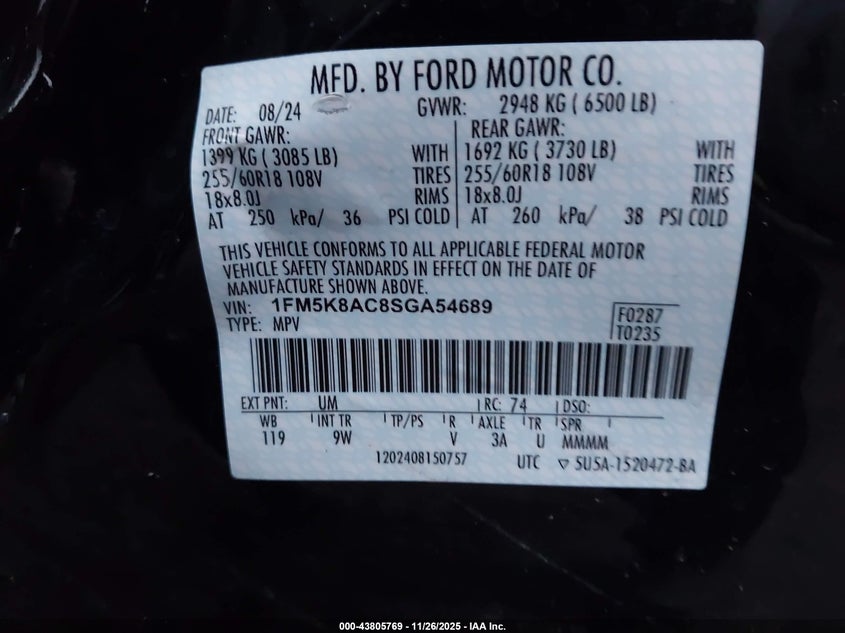 MFD. BY FORD MOTOR CO.
DATE: 08/24 GVWR: 2948 KG ( 6500 LB)
FRONT GAWR: REAR GAWR:
1399 KG ( 3085 LB) WITH 1692 KG ( 3730 LB) WITH
255/60R18 108V TIRES 255/60R18 108V TIRES
18x8.0J RIMS 18x8.0J RIMS
AT 250 kPa/ 36 PSI COLD AT 260 kPa/ 38 PSI COLD
THIS VEHICLE CONFORMS TO ALL APPLICABLE FEDERAL MOTOR
VEHICLE SAFETY STANDARDS IN EFFECT ON THE DATE OF
MANUFACTURE SHOWN ABOVE.
VIN: 1FM5K8AC8SGA54689 F0287
TYPE: MPV T0235
EXT PNT: UM RC: 74 DSO:
WB INT TR TP/PS R AXLE TR SPR
119 9W V 3A U MMMM
1202408150757 UTC ▽ SU5A-1520472-BA
000-43805769 - 11/26/2025 - IAA Inc.